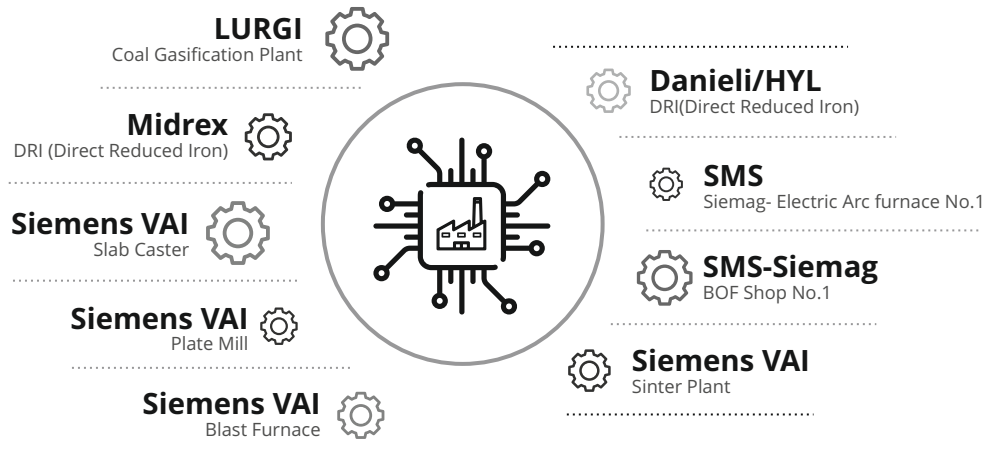 LURGI
Coal Gasification Plant
Midrex
DRI (Direct Reduced Iron)
Siemens VAI
Slab Caster
Siemens VAI
Plate Mill
Siemens VAI
Blast Furnace
Danieli/HYL
DRI(Direct Reduced Iron)
SMS
Siemag- Electric Arc furnace No.1
SMS-Siemag
BOF Shop No.1
Siemens VAI
Sinter Plant